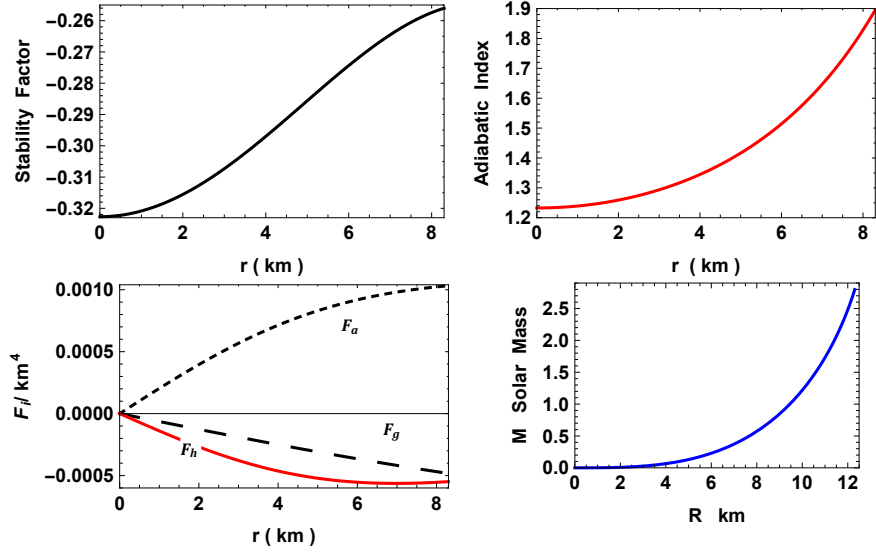 Stability Factor
−0.26
−0.27
−0.28
−0.29
−0.30
−0.31
−0.32
0 2 4 6 8
r ( km )
Adiabatic Index
1.9
1.8
1.7
1.6
1.5
1.4
1.3
1.2
0 2 4 6 8
r ( km )
F_i/ km^4
0.0010
0.0005
0.0000
−0.0005
F_a
F_g
F_h
0 2 4 6 8
r ( km )
M Solar Mass
2.5
2.0
1.5
1.0
0.5
0.0
0 2 4 6 8 10 12
R km